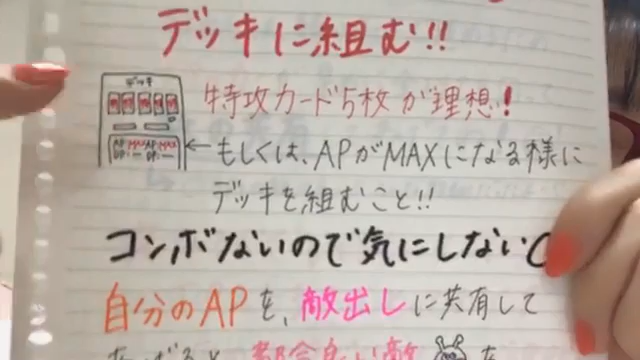 デッキに組む!!
デッキ
特攻カード5枚が理想!
←もしくは、APがMAXになる様に
デッキを組むこと!!
コンボないので気にしない
自分のAPを、敵出しに共有して
都合良い敵